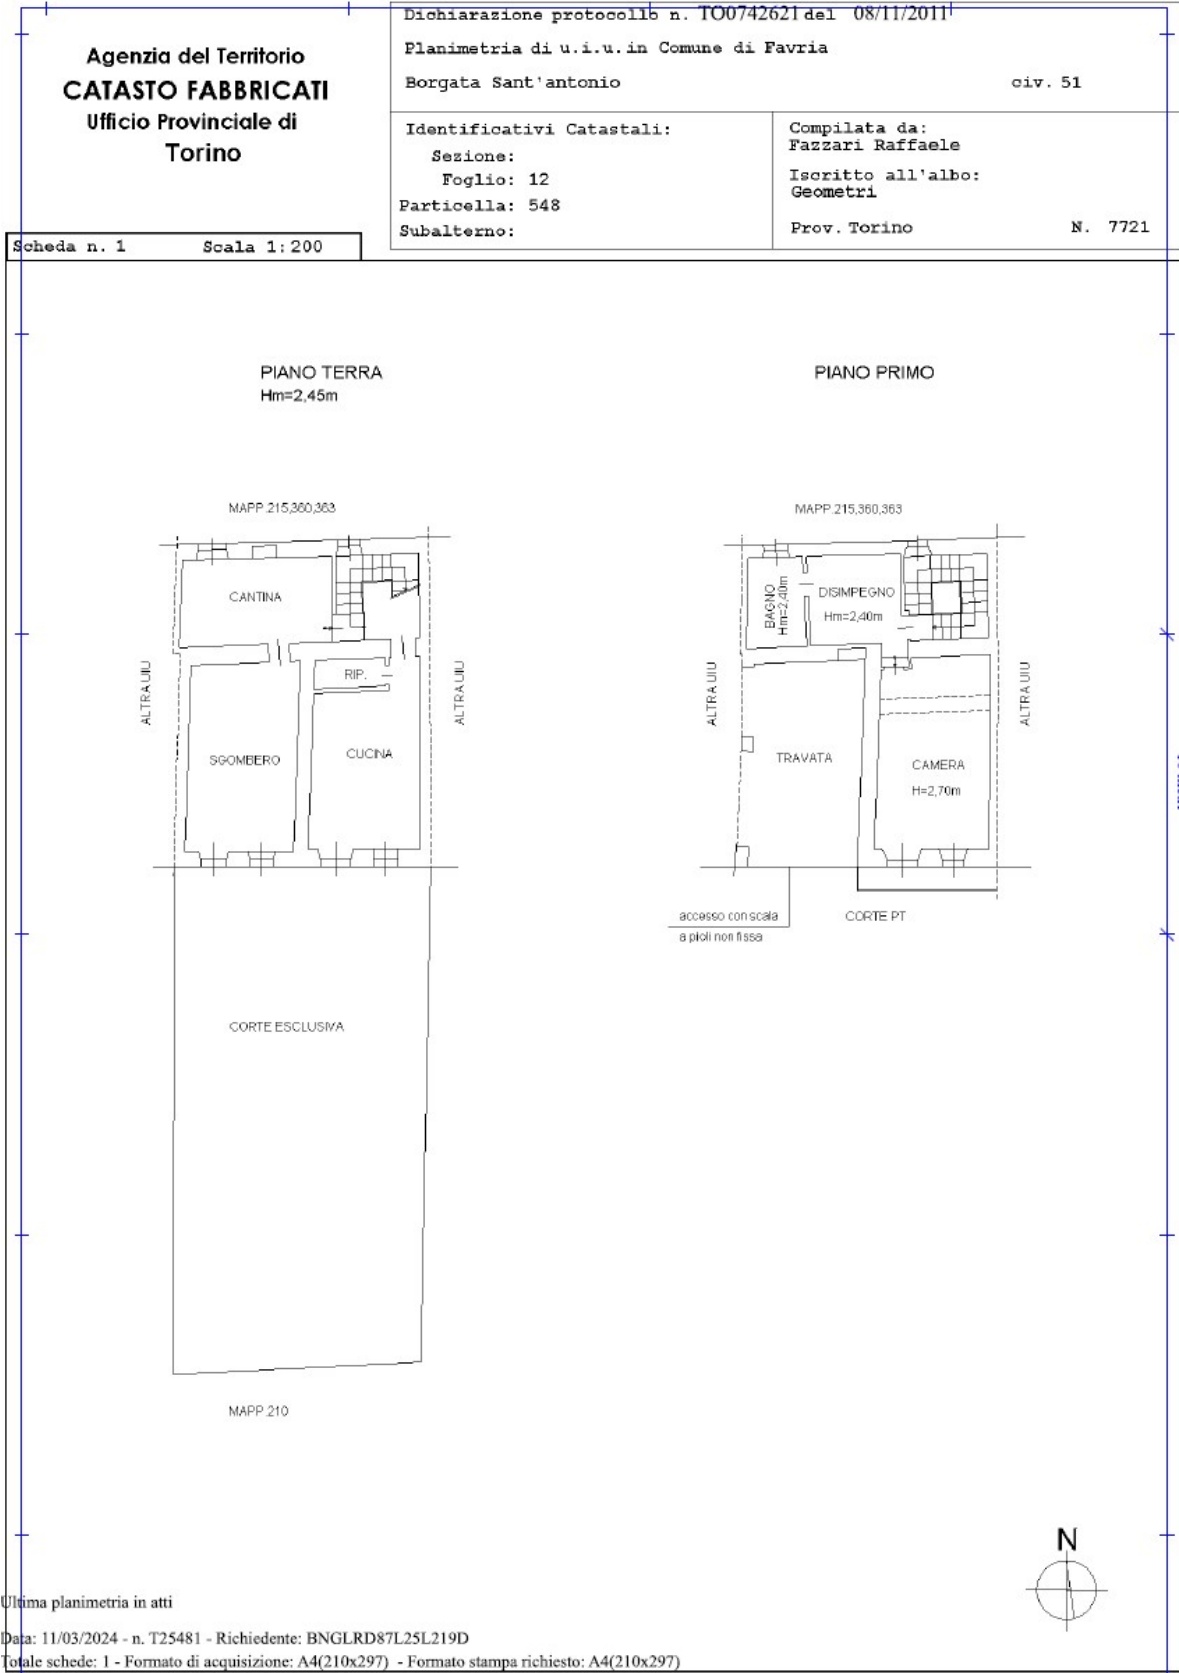 Agenzia del Territorio
CATASTO FABBRICATI
Ufficio Provinciale di
Torino
Scheda n. 1 Scala 1:200
Dichiarazione protocollo n. TO0742621 del 08/11/2011
Planimetria di u.i.u. in Comune di Favria
Borgata Sant'antonio civ. 51
Identificativi Catastali:
Sezione:
Foglio: 12
Particella: 548
Subalterno:
Compilata da:
Fazzari Raffaele
Iscritto all'albo:
Geometri
Prov. Torino N. 7721
PIANO TERRA
Hm=2,45m
MAPP.215,360,363
CANTINA
RIP.
ALTRA UIU
ALTRA UIU
SGOMBERO
CUCINA
CORTE ESCLUSIVA
MAPP.210
PIANO PRIMO
MAPP.215,360,363
BAGNO
Hm=2,40m
DISIMPEGNO
Hm=2,40m
ALTRA UIU
ALTRA UIU
TRAVATA
CAMERA
H=2,70m
accesso con scala
a pioli non fissa
CORTE PT
N
Ultima planimetria in atti
Data: 11/03/2024 - n. T25481 - Richiedente: BNGLRD87L25L219D
Totale schede: 1 - Formato di acquisizione: A4(210x297) - Formato stampa richiesto: A4(210x297)